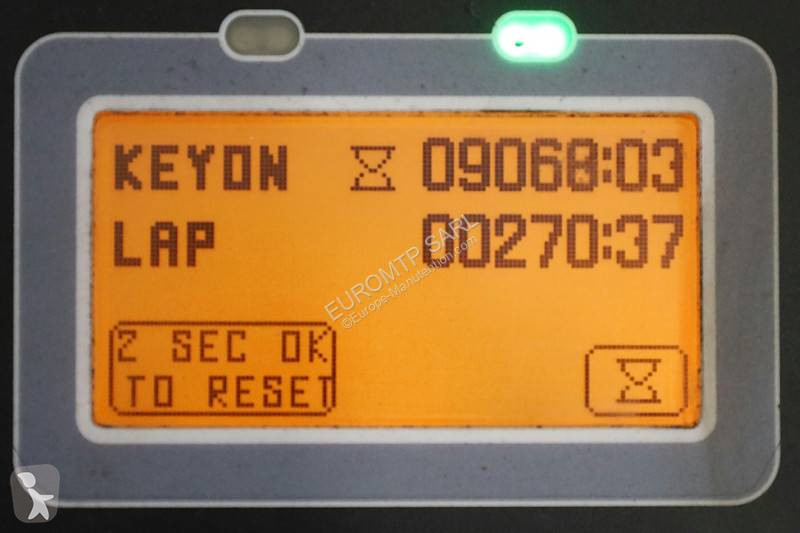 KEYON 09068:03
LAP 00270:37
EUROMTP SARL
©Europe-Manutention.com
2 SEC OK
TO RESET